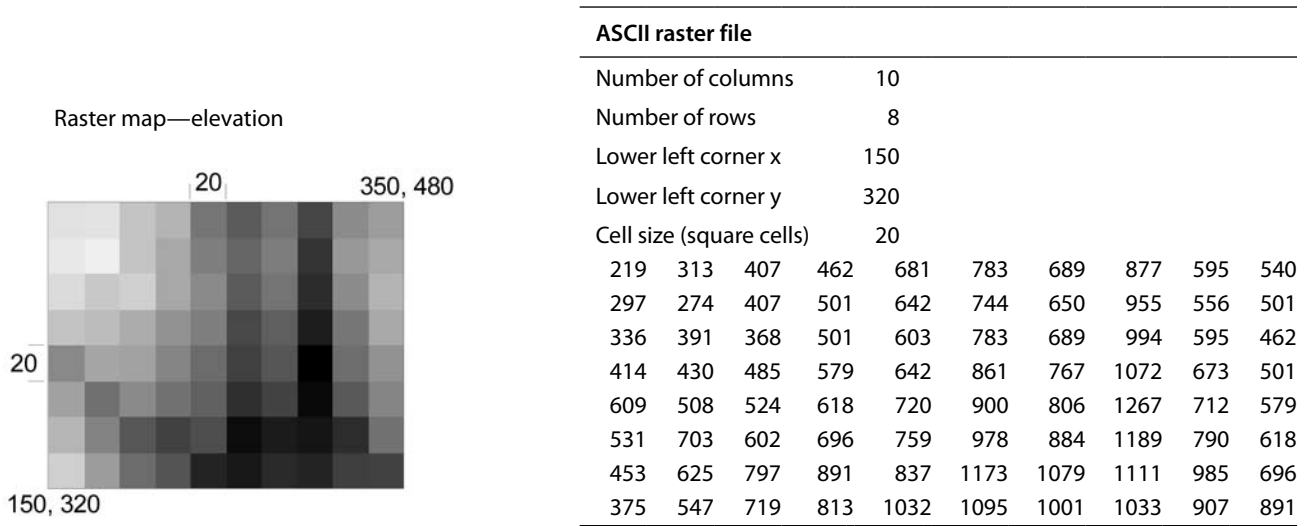 Raster map—elevation
20
350, 480
20
150, 320
ASCII raster file
Number of columns 10
Number of rows 8
Lower left corner x 150
Lower left corner y 320
Cell size (square cells) 20
219 313 407 462 681 783 689 877 595 540
297 274 407 501 642 744 650 955 556 501
336 391 368 501 603 783 689 994 595 462
414 430 485 579 642 861 767 1072 673 501
609 508 524 618 720 900 806 1267 712 579
531 703 602 696 759 978 884 1189 790 618
453 625 797 891 837 1173 1079 1111 985 696
375 547 719 813 1032 1095 1001 1033 907 891